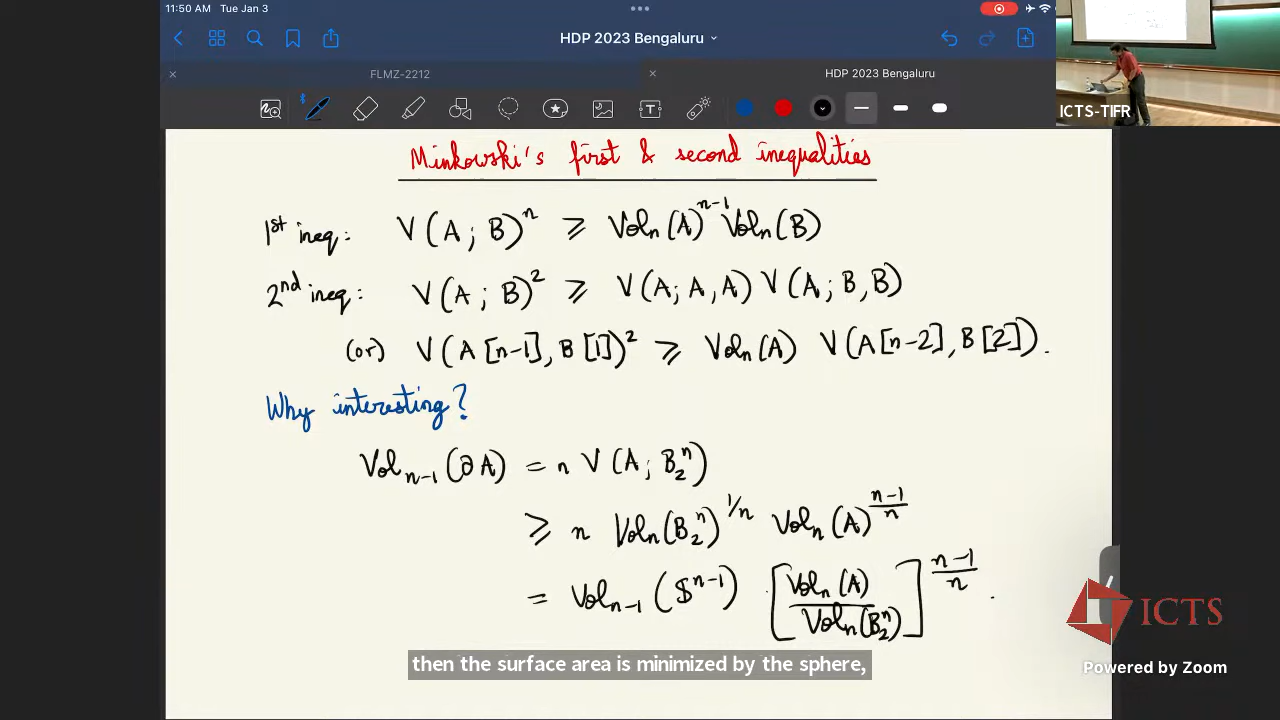 11:50 AM Tue Jan 3
HDP 2023 Bengaluru
FLMZ-2212
HDP 2023 Bengaluru
ICTS-TIFR
Minkowski's first & second inequalities
1st ineq: V(A; B)^n ≥ Vol_n(A)^{n-1} Vol_n(B)
2nd ineq: V(A; B)^2 ≥ V(A; A, A) V(A; B, B)
(or) V(A[n-1], B[1])^2 ≥ Vol_n(A) V(A[n-2], B[2]).
Why interesting?
Vol_{n-1}(∂A) = n V(A; B_2^n)
≥ n Vol_n(B_2^n)^{1/n} Vol_n(A)^{\frac{n-1}{n}}
= Vol_{n-1}($^{n-1}) [\frac{Vol_n(A)}{Vol_n(B_2^n)}]^{\frac{n-1}{n}}.
then the surface area is minimized by the sphere,
ICTS
Powered by Zoom